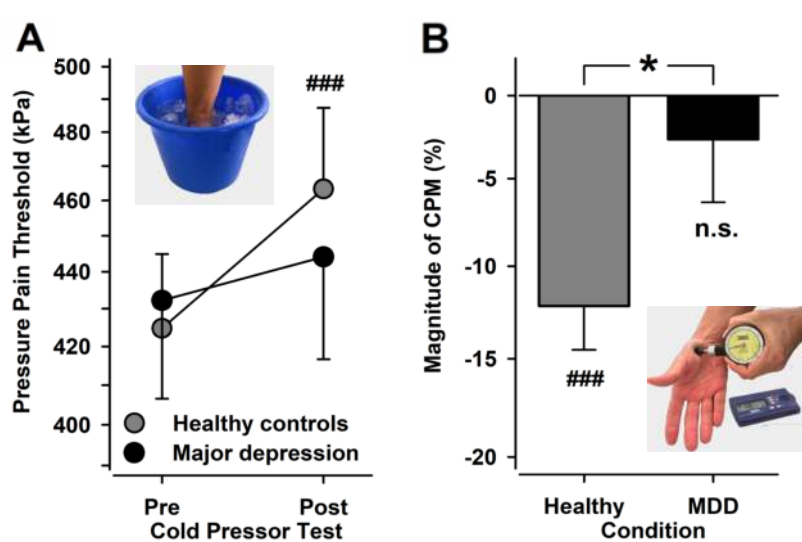 A
Pressure Pain Threshold (kPa)
500
480
460
440
420
400
###
Healthy controls
Major depression
Pre
Post
Cold Pressor Test
B
Magnitude of CPM (%)
0
-5
-10
-15
-20
*
n.s.
###
Healthy
MDD
Condition